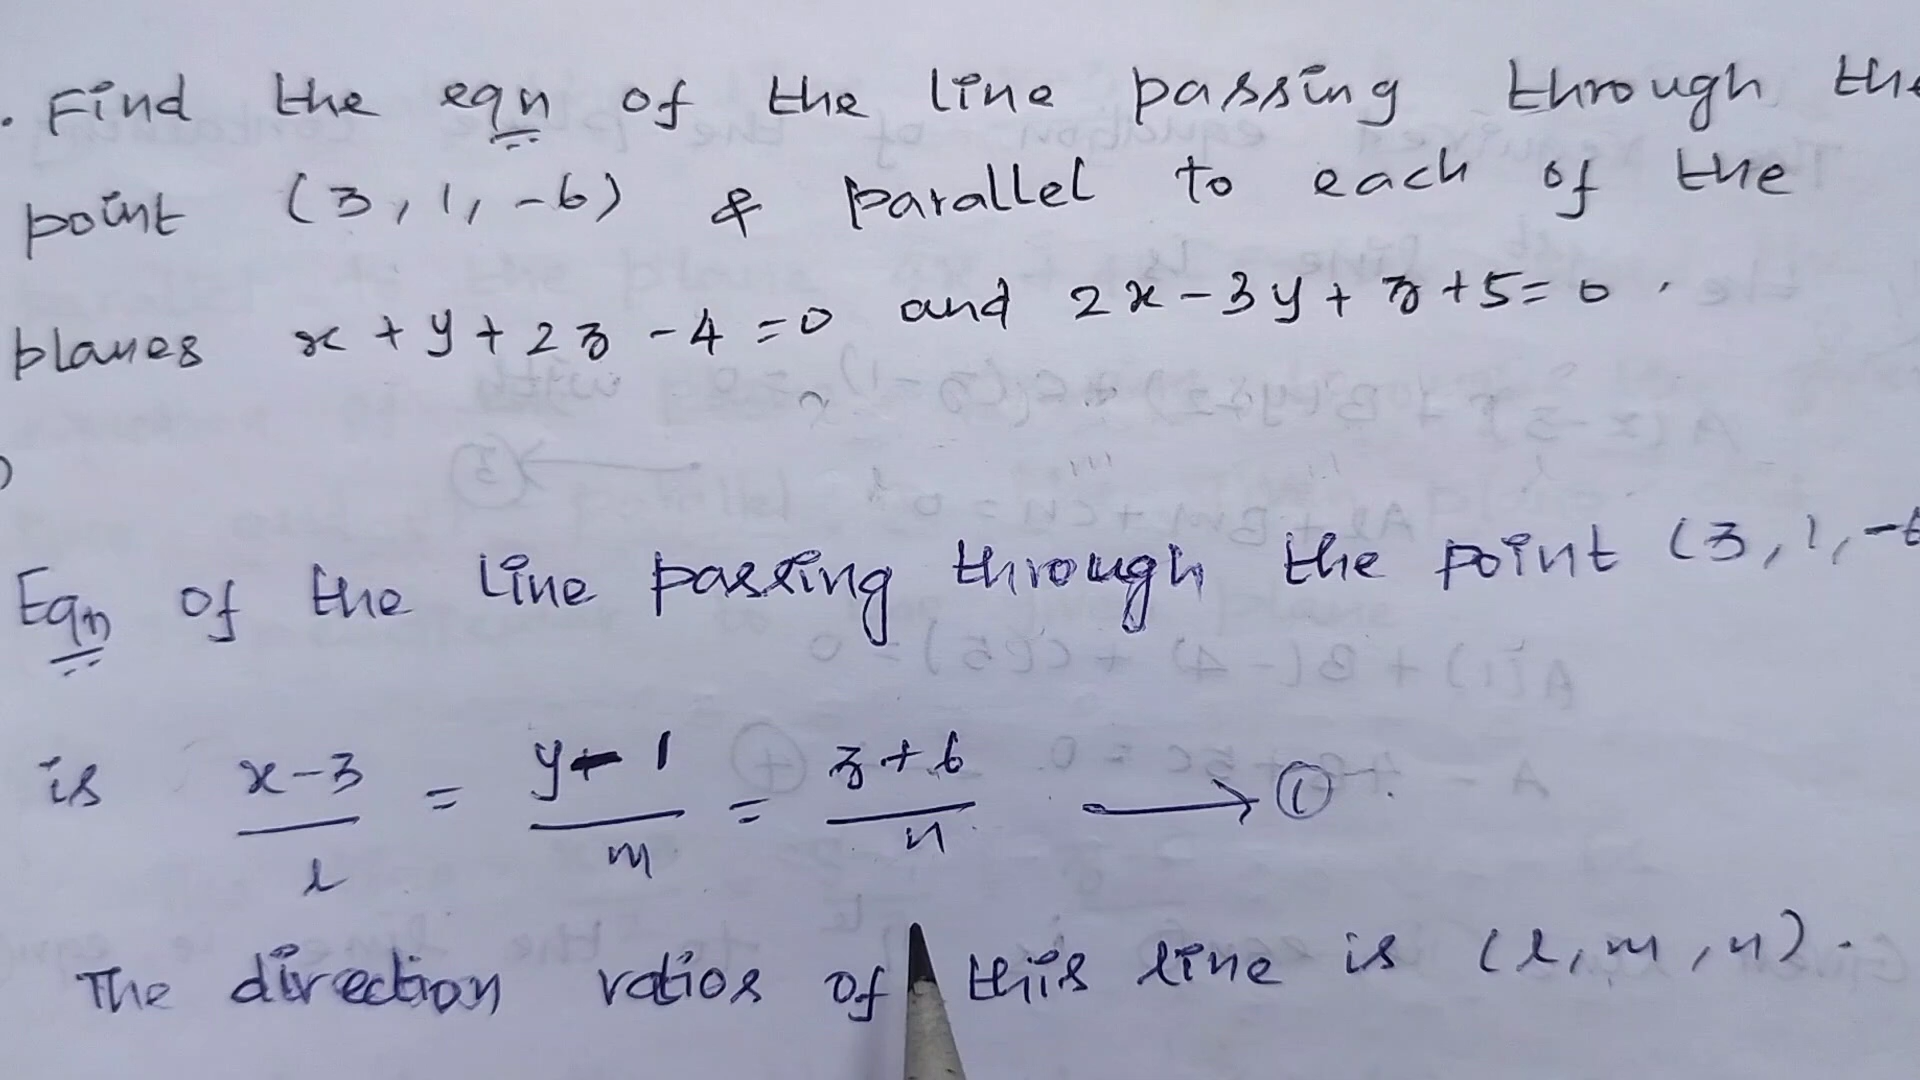 . Find the eqn of the line passing through the
point (3, 1, -6) & parallel to each of the
planes x + y + 2z - 4 = 0 and 2x - 3y + z + 5 = 0 .
Eqn of the line passing through the point (3, 1, -6
is x-3/l = y-1/m = z+6/n → ①
The direction ratios of this line is (l, m, n).